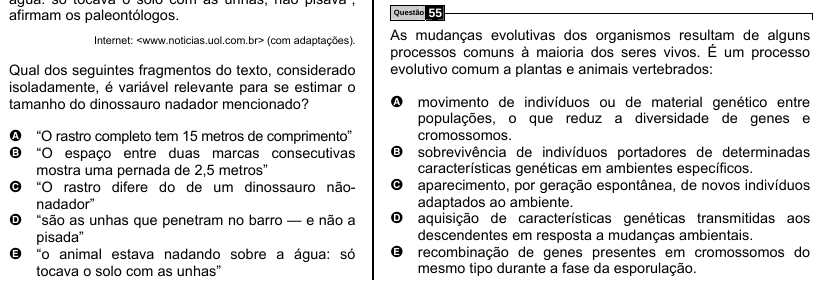 água: só tocava o solo com as unhas, não pisava",
afirmam os paleontólogos.
Internet: <www.noticias.uol.com.br> (com adaptações).
Qual dos seguintes fragmentos do texto, considerado
isoladamente, é variável relevante para se estimar o
tamanho do dinossauro nadador mencionado?
A "O rastro completo tem 15 metros de comprimento"
B "O espaço entre duas marcas consecutivas
mostra uma pernada de 2,5 metros"
C "O rastro difere do de um dinossauro não-
nadador"
D "são as unhas que penetram no barro — e não a
pisada"
E "o animal estava nadando sobre a água: só
tocava o solo com as unhas"
Questão 55
As mudanças evolutivas dos organismos resultam de alguns
processos comuns à maioria dos seres vivos. É um processo
evolutivo comum a plantas e animais vertebrados:
A movimento de indivíduos ou de material genético entre
populações, o que reduz a diversidade de genes e
cromossomos.
B sobrevivência de indivíduos portadores de determinadas
características genéticas em ambientes específicos.
C aparecimento, por geração espontânea, de novos indivíduos
adaptados ao ambiente.
D aquisição de características genéticas transmitidas aos
descendentes em resposta a mudanças ambientais.
E recombinação de genes presentes em cromossomos do
mesmo tipo durante a fase da esporulação.